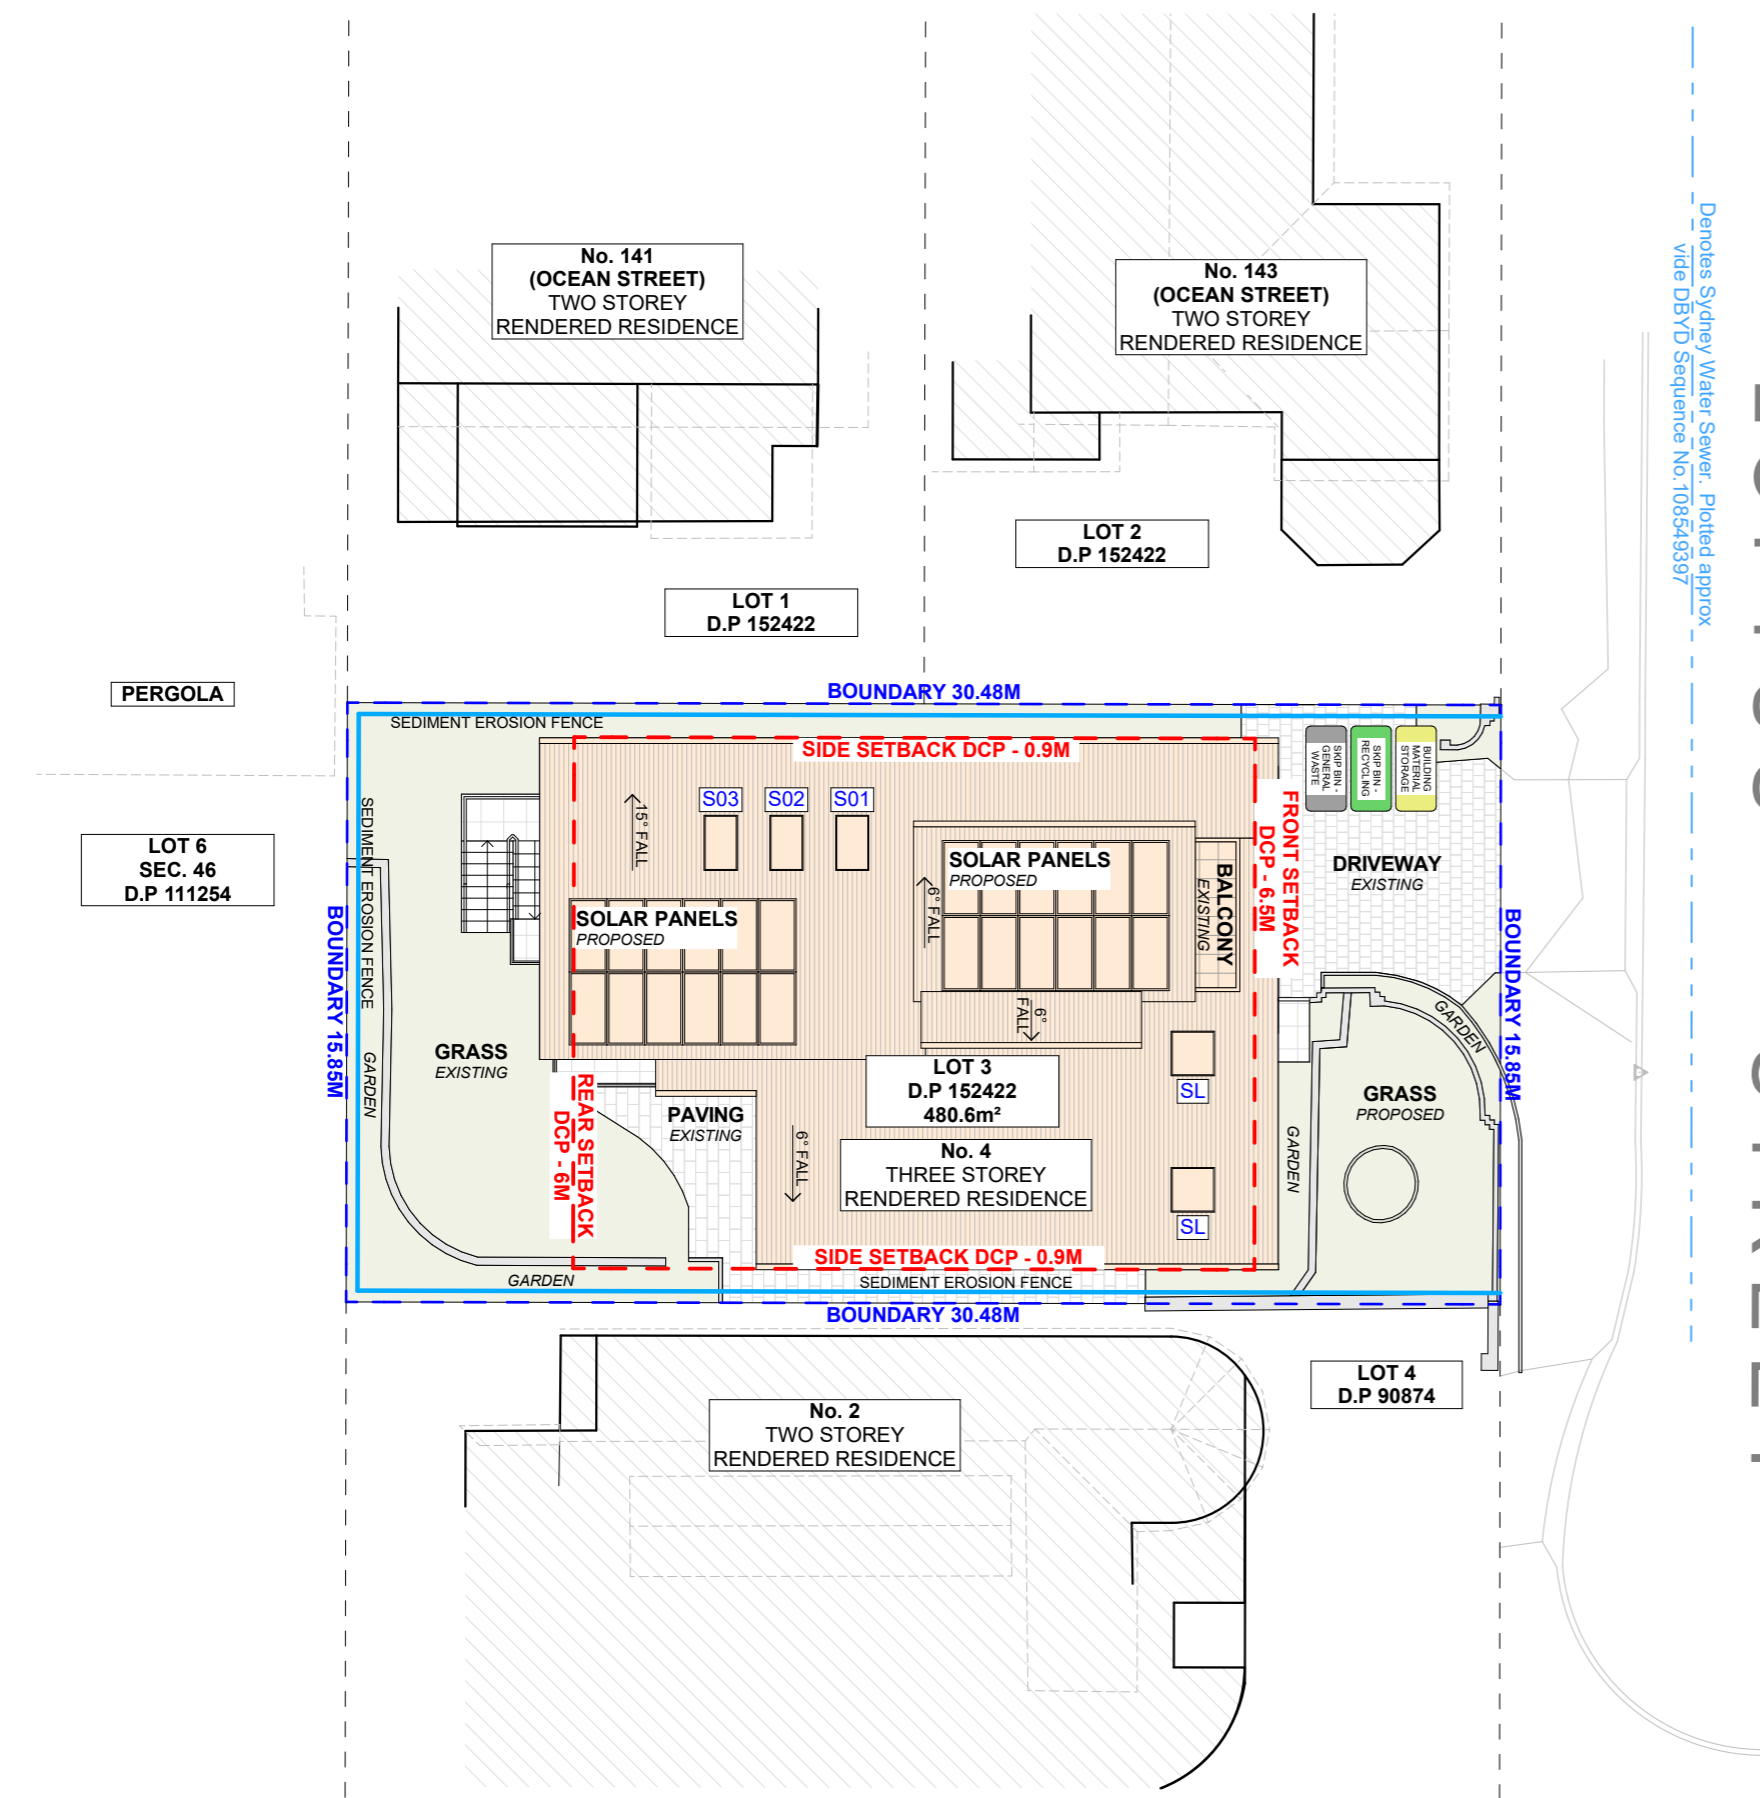 No. 141
(OCEAN STREET)
TWO STOREY
RENDERED RESIDENCE
No. 143
(OCEAN STREET)
TWO STOREY
RENDERED RESIDENCE
Denotes Sydney Water Sewer. Plotted approx
vide DBYD Sequence No.10854939​7
LOT 2
D.P 152422
LOT 1
D.P 152422
PERGOLA
BOUNDARY 30.48M
SEDIMENT EROSION FENCE
SIDE SETBACK DCP - 0.9M
SKIP BIN -
GENERAL
WASTE
SKIP BIN -
RECYCLING
BUILDING
MATERIAL
STORAGE
S03
S02
S01
15° FALL
LOT 6
SEC. 46
D.P 111254
SEDIMENT EROSION FENCE
SOLAR PANELS
PROPOSED
SOLAR PANELS
PROPOSED
6° FALL
BALCONY
EXISTING
FRONT SETBACK
DCP - 6.5M
DRIVEWAY
EXISTING
BOUNDARY 15.85M
BOUNDARY 15.85M
GARDEN
GRASS
EXISTING
GARDEN
6°
FALL
LOT 3
D.P 152422
480.6m²
SL
GRASS
PROPOSED
REAR SETBACK
DCP - 6M
PAVING
EXISTING
6° FALL
No. 4
THREE STOREY
RENDERED RESIDENCE
GARDEN
SL
SIDE SETBACK DCP - 0.9M
GARDEN
SEDIMENT EROSION FENCE
BOUNDARY 30.48M
LOT 4
D.P 90874
No. 2
TWO STOREY
RENDERED RESIDENCE